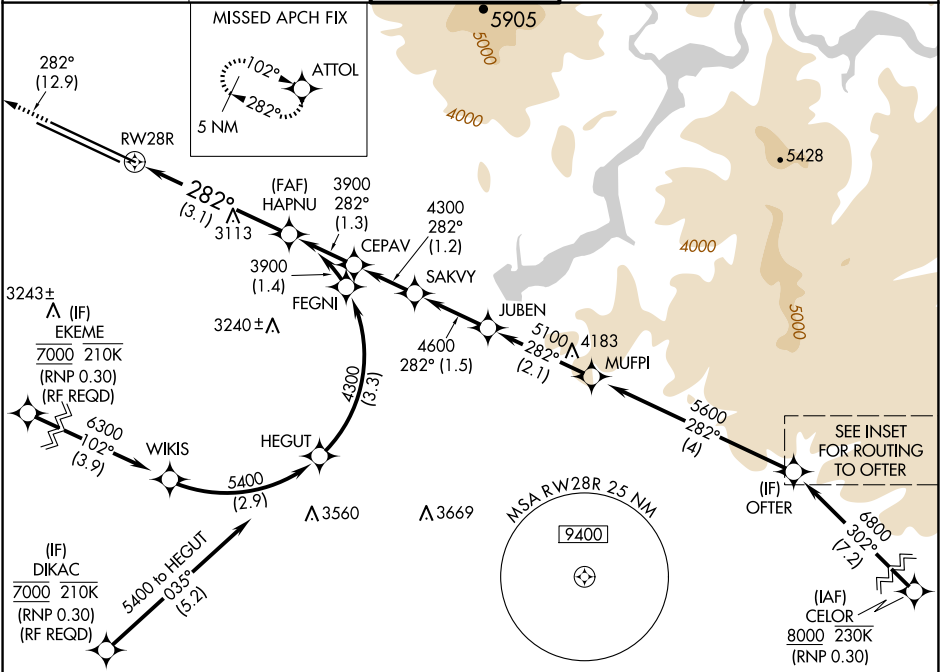 MISSED APCH FIX
102°
ATTOL
282°
5 NM
5905
5000
4000
5428
4000
5000
282°
(12.9)
RW28R
282°
(3.1)
3113
(FAF)
HAPNU
3900
282°
(1.3)
CEPAV
4300
282°
(1.2)
SAKVY
3900
(1.4)
FEGNI
JUBEN
4600
282° (1.5)
5100
282°
(2.1)
4183
MUFPI
3243±
(IF)
EKEME
7000 210K
(RNP 0.30)
(RF REQD)
3240±
4300
(3.3)
6300
102°
(3.9)
WIKIS
HEGUT
5400
(2.9)
5600
282°
(4)
SEE INSET
FOR ROUTING
TO OFTER
(IF)
OFTER
3560
3669
MSA RW28R 25 NM
9400
6800
302°
(7.2)
(IF)
DIKAC
7000 210K
(RNP 0.30)
(RF REQD)
5400 to HEGUT
035°
(5.2)
(IAF)
CELOR
8000 230K
(RNP 0.30)